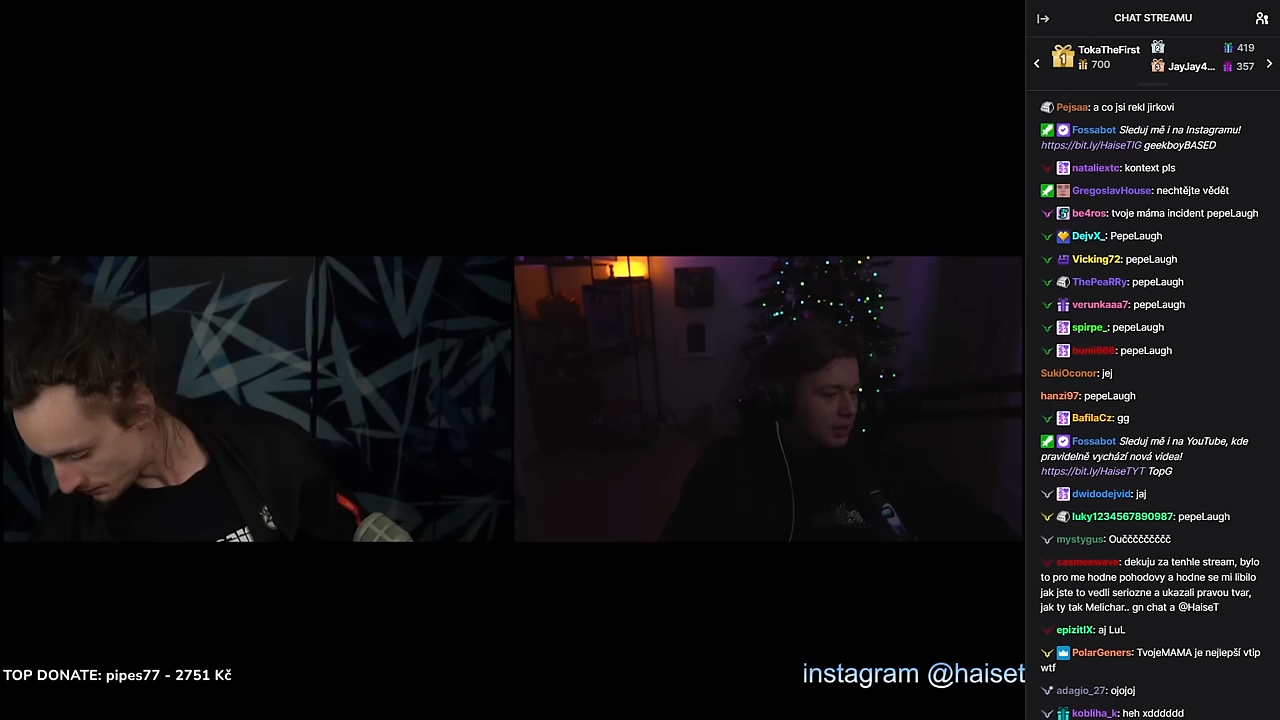 CHAT STREAMU
TokaTheFirst
700
419
JayJay4...
357
Pejsaa: a co jsi rekl jirkovi
Fossabot Sleduj mě i na Instagramu!
https://bit.ly/HaiseTIG geekboyBASED
nataliextc: kontext pls
GregoslavHouse: nechtějte vědět
be4ros: tvoje máma incident pepeLaugh
DejvX_: PepeLaugh
Vicking72: pepeLaugh
ThePeaRRy: pepeLaugh
verunkaaa7: pepeLaugh
spirpe_: pepeLaugh
bunii666: pepeLaugh
SukiOconor: jej
hanzi97: pepeLaugh
BafilaCz: gg
Fossabot Sleduj mě i na YouTube, kde
pravidelně vychází nová videa!
https://bit.ly/HaiseTYT TopG
dwidodejvid: jaj
luky1234567890987: pepeLaugh
mystygus: Oučččččččč
casmeewave: dekuju za tenhle stream, bylo
to pro me hodne pohodovy a hodne se mi libilo
jak jste to vedli seriozne a ukazali pravou tvar,
jak ty tak Melichar.. gn chat a @HaiseT
epizitIX: aj LuL
PolarGeners: TvojeMAMA je nejlepší vtip
wtf
adagio_27: ojojoj
kobliha_k: heh xdddddd
TOP DONATE: pipes77 - 2751 Kč
instagram @haiset